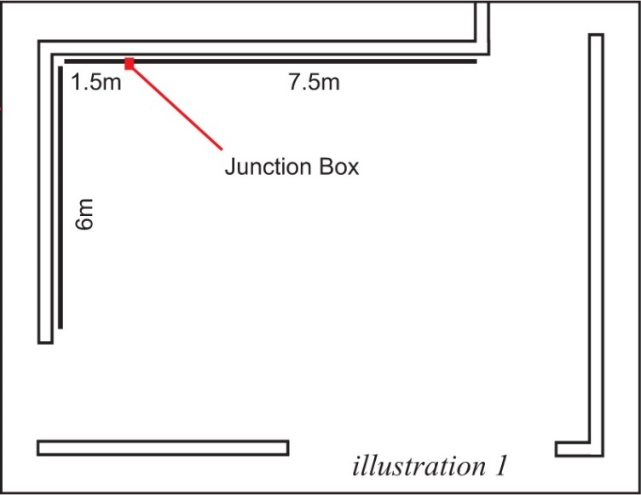 1.5m
7.5m
Junction Box
6m
illustration 1